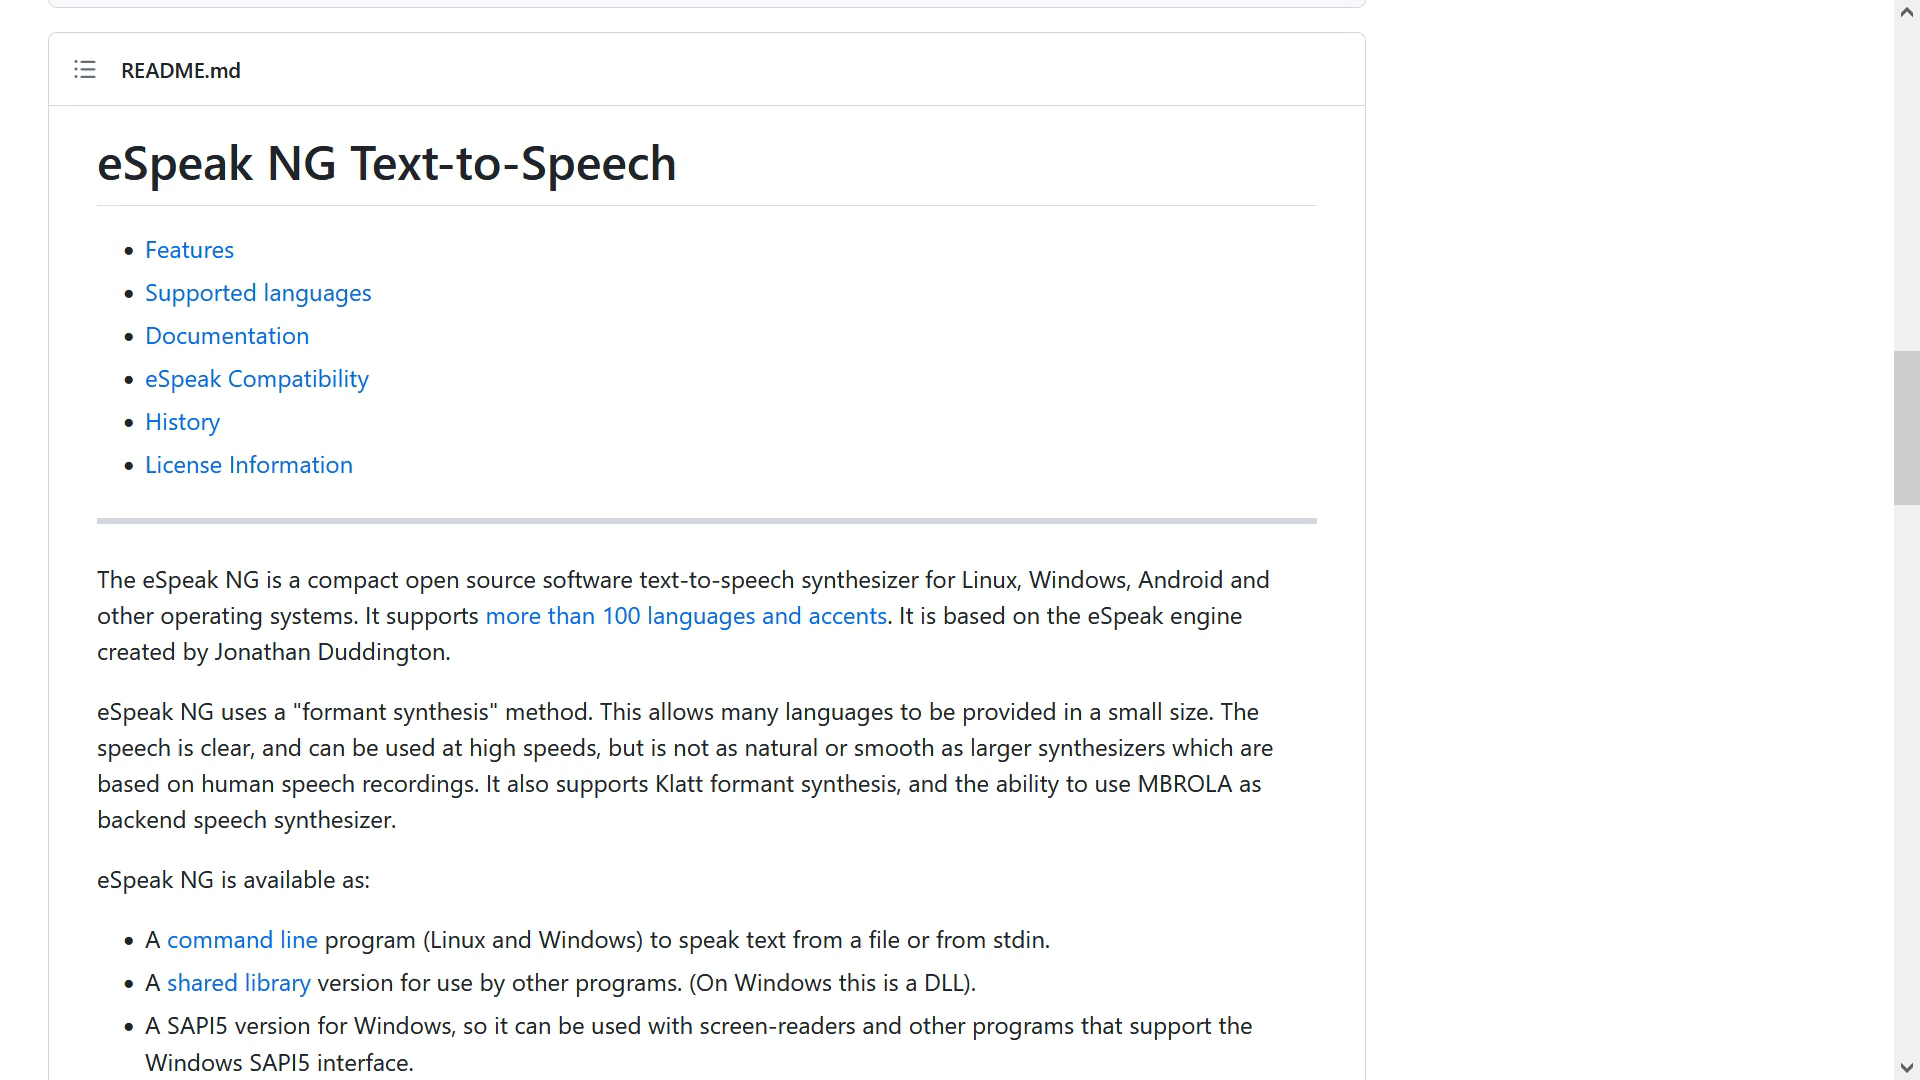 README.md
eSpeak NG Text-to-Speech
Features
Supported languages
Documentation
eSpeak Compatibility
History
License Information
The eSpeak NG is a compact open source software text-to-speech synthesizer for Linux, Windows, Android and
other operating systems. It supports more than 100 languages and accents. It is based on the eSpeak engine
created by Jonathan Duddington.
eSpeak NG uses a "formant synthesis" method. This allows many languages to be provided in a small size. The
speech is clear, and can be used at high speeds, but is not as natural or smooth as larger synthesizers which are
based on human speech recordings. It also supports Klatt formant synthesis, and the ability to use MBROLA as
backend speech synthesizer.
eSpeak NG is available as:
A command line program (Linux and Windows) to speak text from a file or from stdin.
A shared library version for use by other programs. (On Windows this is a DLL).
A SAPI5 version for Windows, so it can be used with screen-readers and other programs that support the
Windows SAPI5 interface.